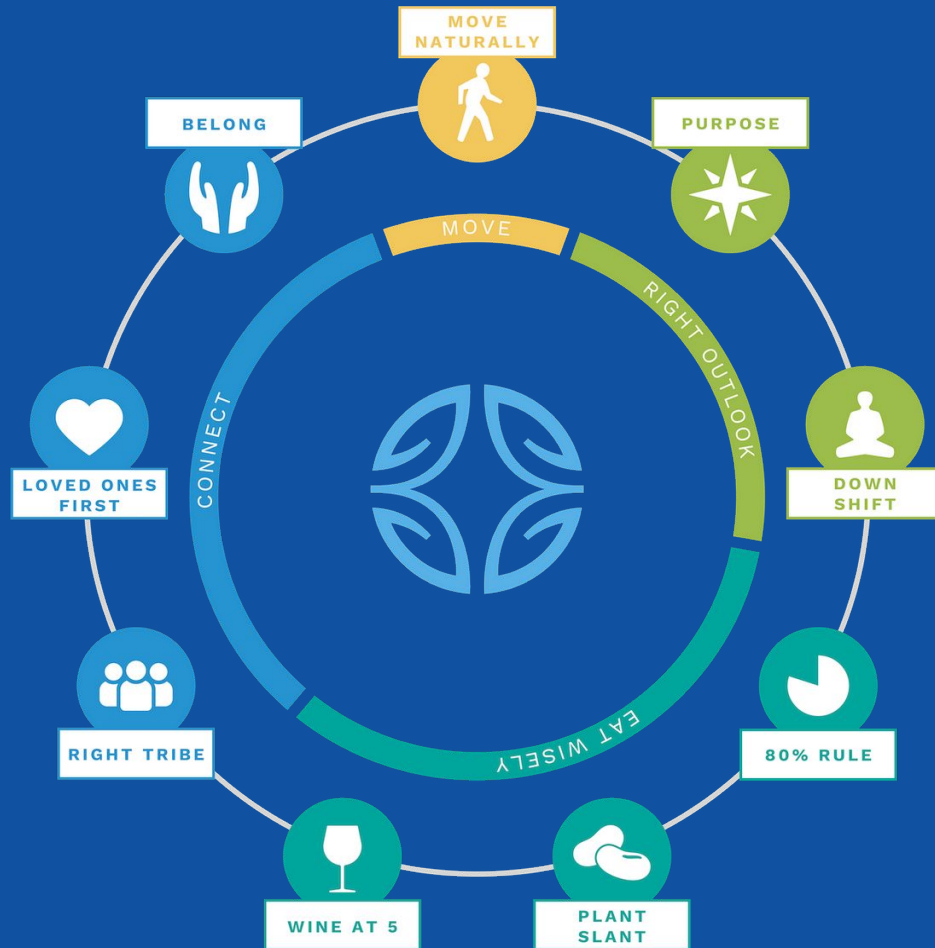 MOVE
NATURALLY
BELONG
PURPOSE
MOVE
RIGHT OUTLOOK
CONNECT
LOVED ONES
FIRST
DOWN
SHIFT
EAT WISELY
RIGHT TRIBE
80% RULE
WINE AT 5
PLANT
SLANT